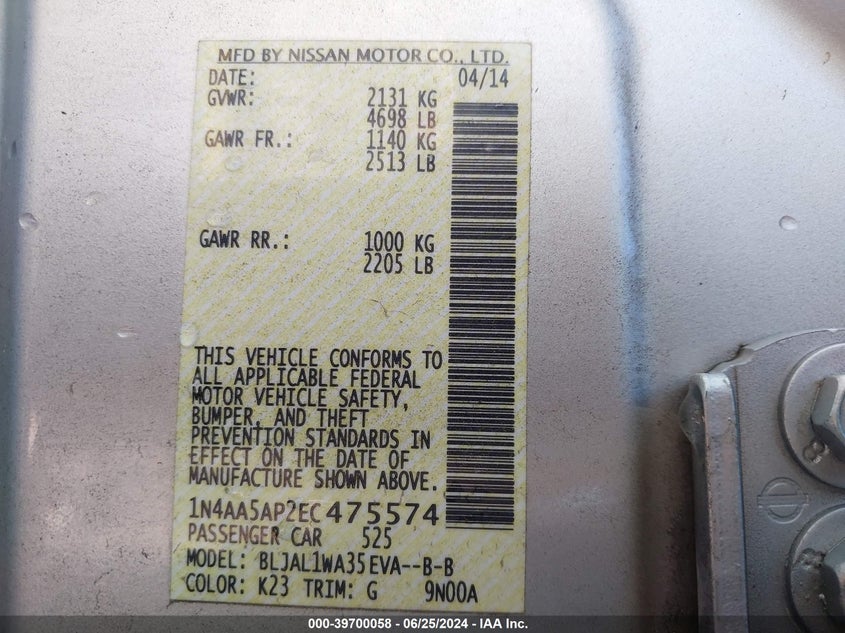 MFD BY NISSAN MOTOR CO., LTD.
DATE: 04/14
GVWR: 2131 KG
4698 LB
GAWR FR.: 1140 KG
2513 LB
GAWR RR.: 1000 KG
2205 LB
THIS VEHICLE CONFORMS TO
ALL APPLICABLE FEDERAL
MOTOR VEHICLE SAFETY,
BUMPER, AND THEFT
PREVENTION STANDARDS IN
EFFECT ON THE DATE OF
MANUFACTURE SHOWN ABOVE.
1N4AA5AP2EC475574
PASSENGER CAR 525
MODEL: BLJAL1WA35EVA--B-B
COLOR: K23 TRIM: G 9N00A
8
000-39700058 - 06/25/2024 - IAA Inc.